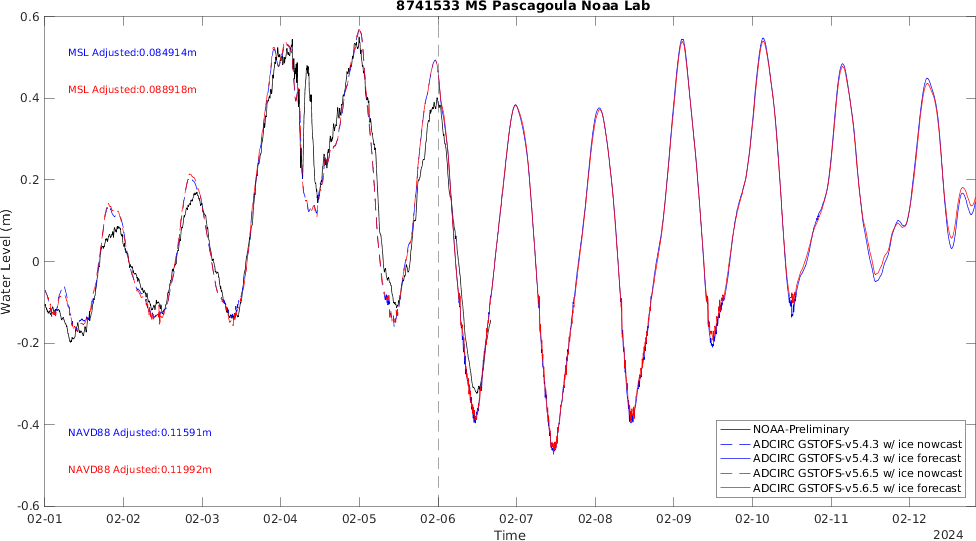 8741533 MS Pascagoula Noaa Lab
0.6
0.4
0.2
0
-0.2
-0.4
-0.6
Water Level (m)
MSL Adjusted:0.084914m
MSL Adjusted:0.088918m
NAVD88 Adjusted:0.11591m
NAVD88 Adjusted:0.11992m
NOAA-Preliminary
ADCIRC GSTOFS-v5.4.3 w/ ice nowcast
ADCIRC GSTOFS-v5.4.3 w/ ice forecast
ADCIRC GSTOFS-v5.6.5 w/ ice nowcast
ADCIRC GSTOFS-v5.6.5 w/ ice forecast
02-01 02-02 02-03 02-04 02-05 02-06 02-07 02-08 02-09 02-10 02-11 02-12
Time
2024